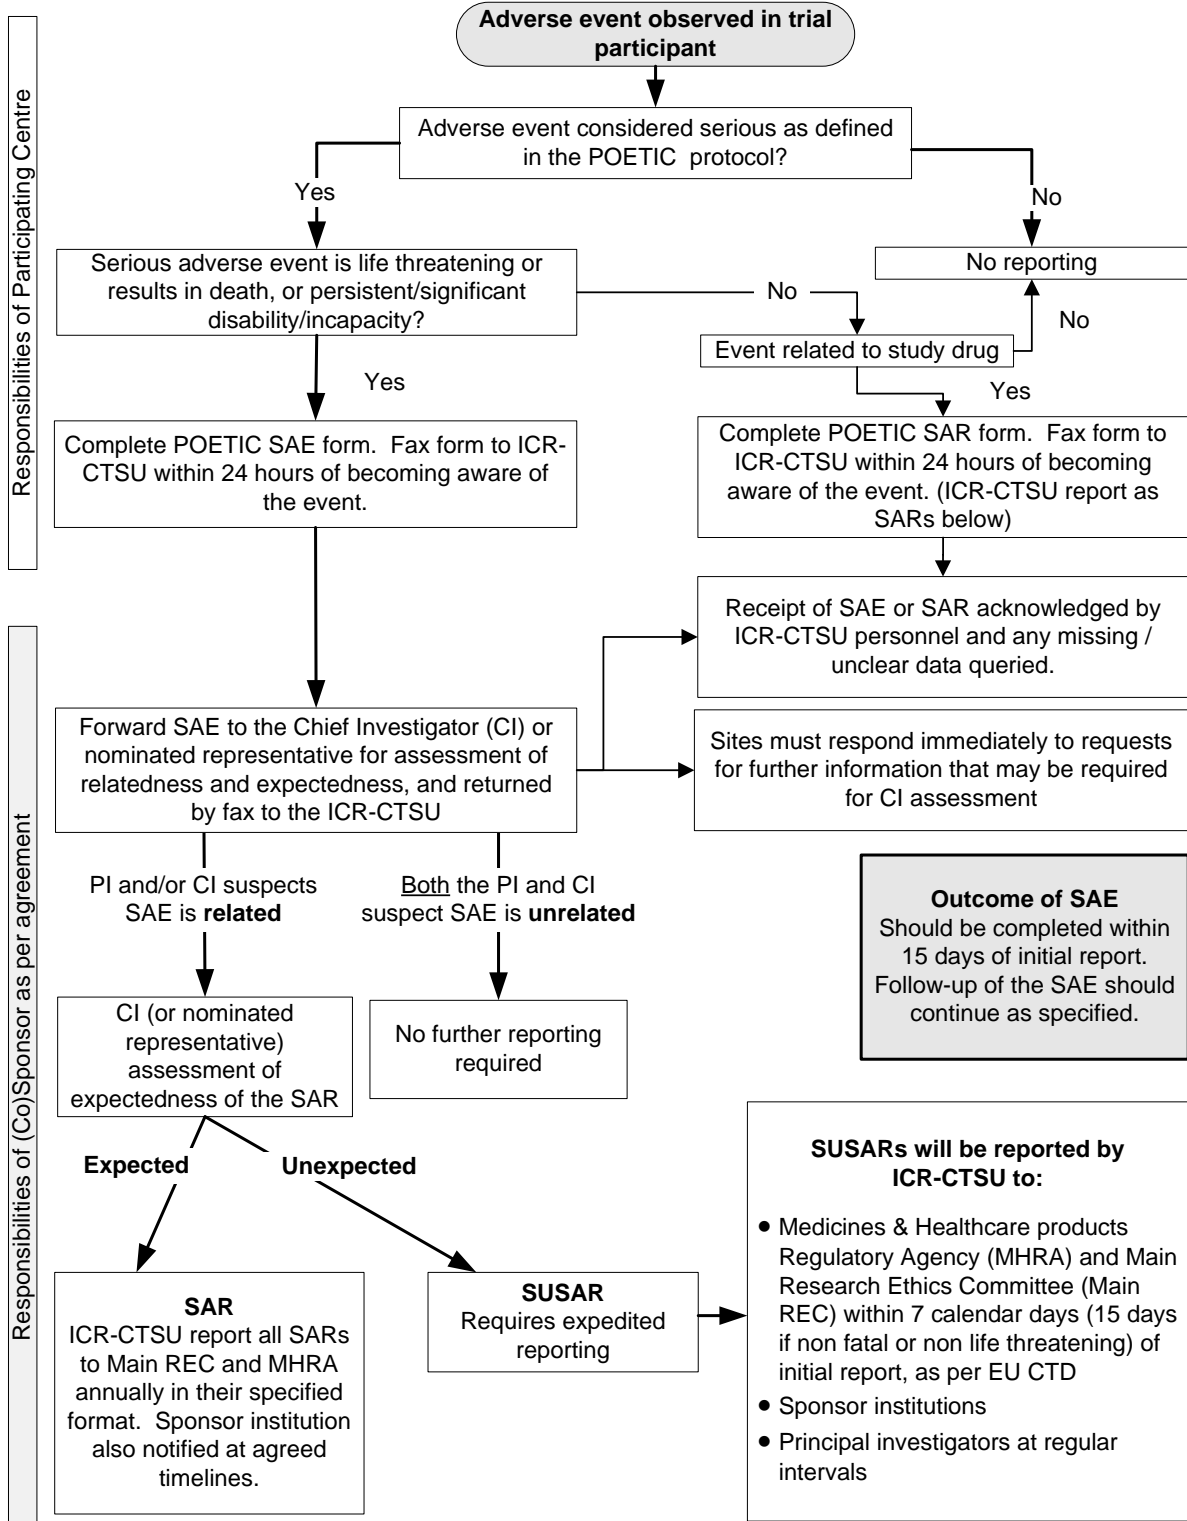 Adverse event observed in trial
participant
Responsibilities of Participating Centre
Adverse event considered serious as defined
in the POETIC  protocol?
Yes
No
Serious adverse event is life threatening or
results in death, or persistent/significant
disability/incapacity?
No
No reporting
No
Event related to study drug
Yes
Yes
Complete POETIC SAE form.  Fax form to ICR-
CTSU within 24 hours of becoming aware of
the event.
Complete POETIC SAR form.  Fax form to
ICR-CTSU within 24 hours of becoming
aware of the event. (ICR-CTSU report as
SARs below)
Receipt of SAE or SAR acknowledged by
ICR-CTSU personnel and any missing /
unclear data queried.
Responsibilities of (Co)Sponsor as per agreement
Forward SAE to the Chief Investigator (CI) or
nominated representative for assessment of
relatedness and expectedness, and returned
by fax to the ICR-CTSU
Sites must respond immediately to requests
for further information that may be required
for CI assessment
PI and/or CI suspects
SAE is related
Both the PI and CI
suspect SAE is unrelated
Outcome of SAE
Should be completed within
15 days of initial report.
Follow-up of the SAE should
continue as specified.
CI (or nominated
representative)
assessment of
expectedness of the SAR
No further reporting
required
Expected
Unexpected
SAR
ICR-CTSU report all SARs
to Main REC and MHRA
annually in their specified
format.  Sponsor institution
also notified at agreed
timelines.
SUSAR
Requires expedited
reporting
SUSARs will be reported by
ICR-CTSU to:
• Medicines & Healthcare products
Regulatory Agency (MHRA) and Main
Research Ethics Committee (Main
REC) within 7 calendar days (15 days
if non fatal or non life threatening) of
initial report, as per EU CTD
• Sponsor institutions
• Principal investigators at regular
intervals